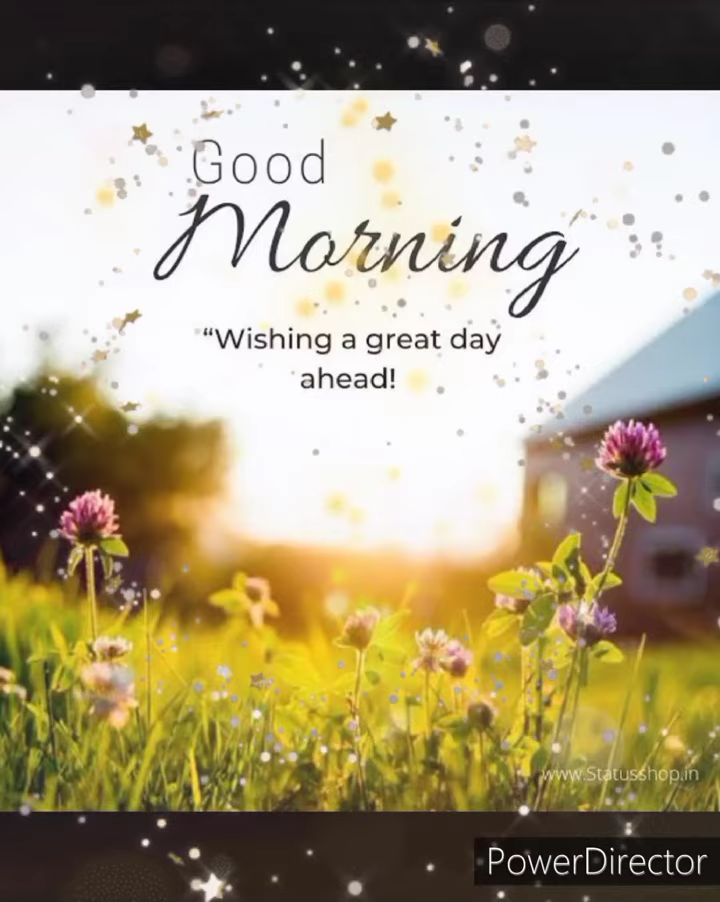 Good
Morning
“Wishing a great day
ahead!
www.Statusshop.in
PowerDirector